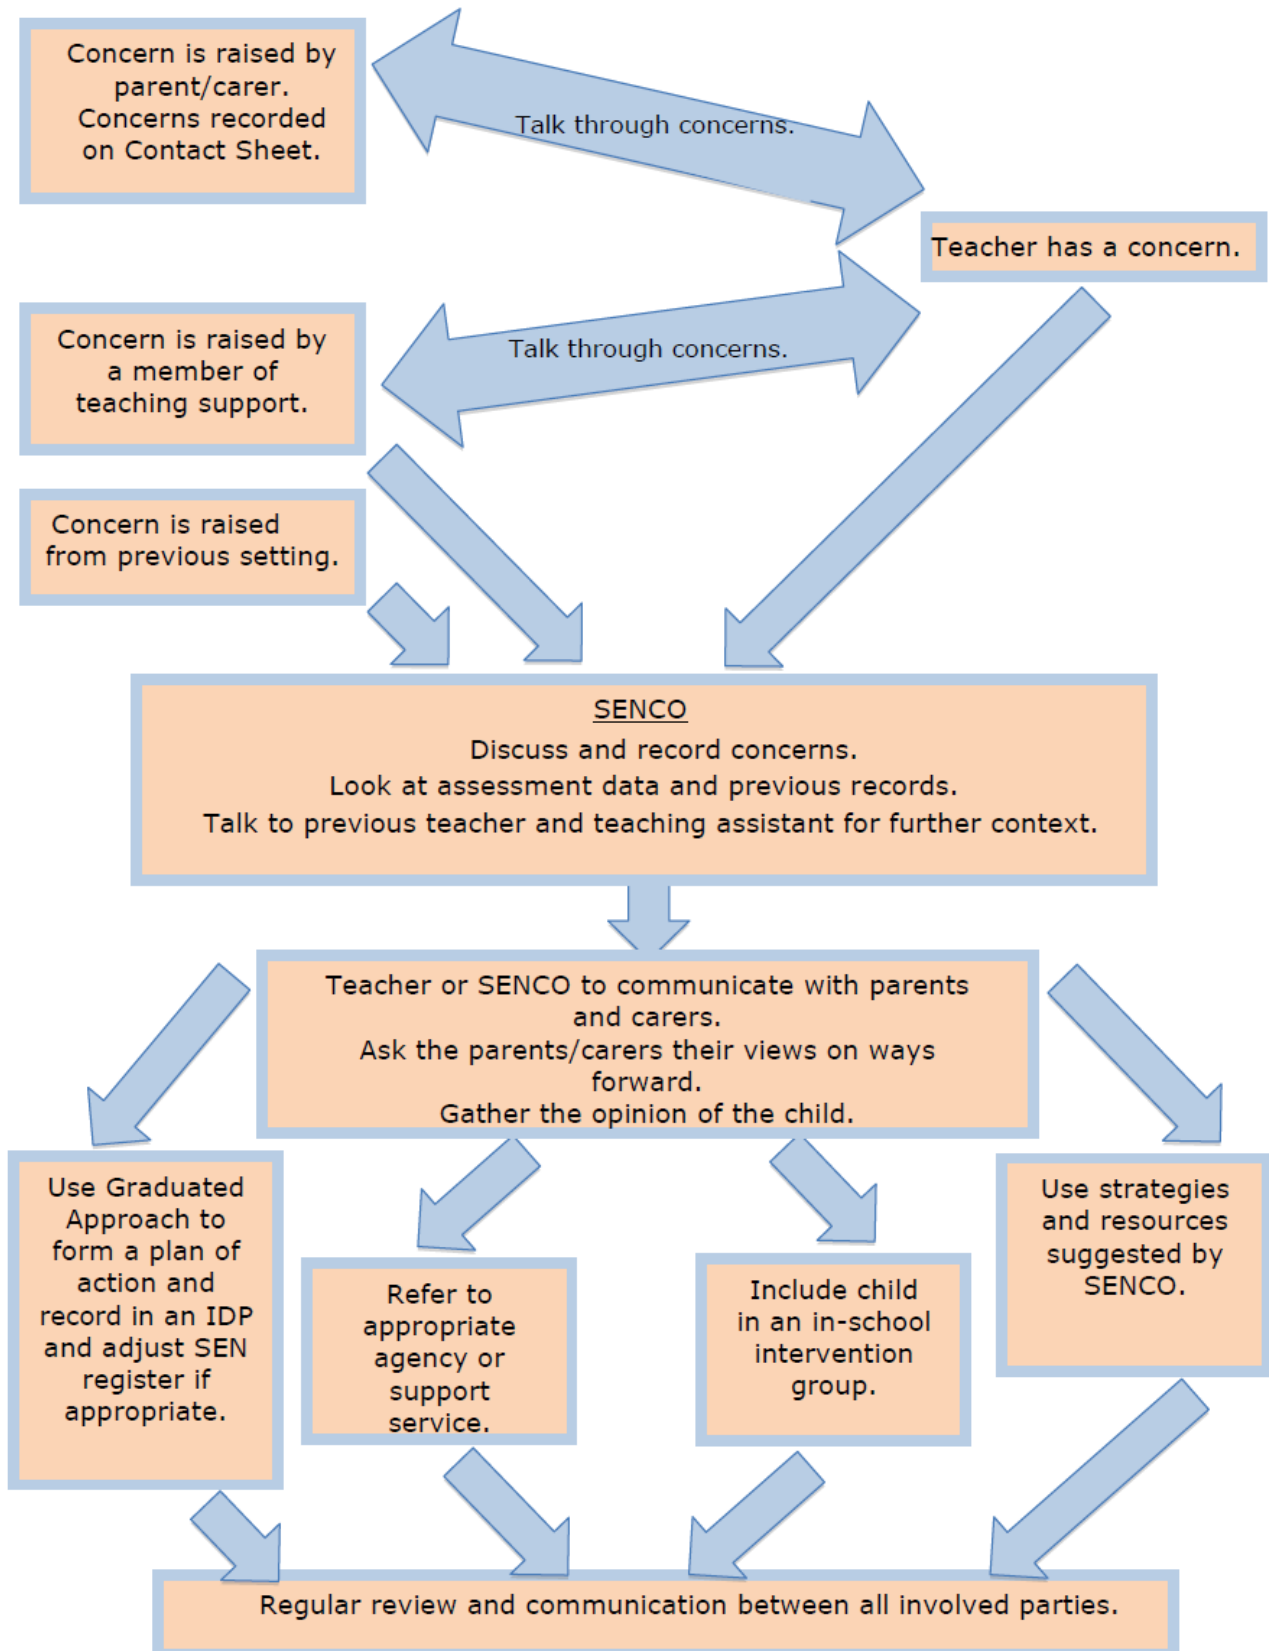 Concern is raised by
parent/carer.
Concerns recorded
on Contact Sheet.
Talk through concerns.
Teacher has a concern.
Concern is raised by
a member of
teaching support.
Talk through concerns.
Concern is raised
from previous setting.
SENCO
Discuss and record concerns.
Look at assessment data and previous records.
Talk to previous teacher and teaching assistant for further context.
Teacher or SENCO to communicate with parents
and carers.
Ask the parents/carers their views on ways
forward.
Gather the opinion of the child.
Use Graduated
Approach to
form a plan of
action and
record in an IDP
and adjust SEN
register if
appropriate.
Refer to
appropriate
agency or
support
service.
Include child
in an in-school
intervention
group.
Use strategies
and resources
suggested by
SENCO.
Regular review and communication between all involved parties.